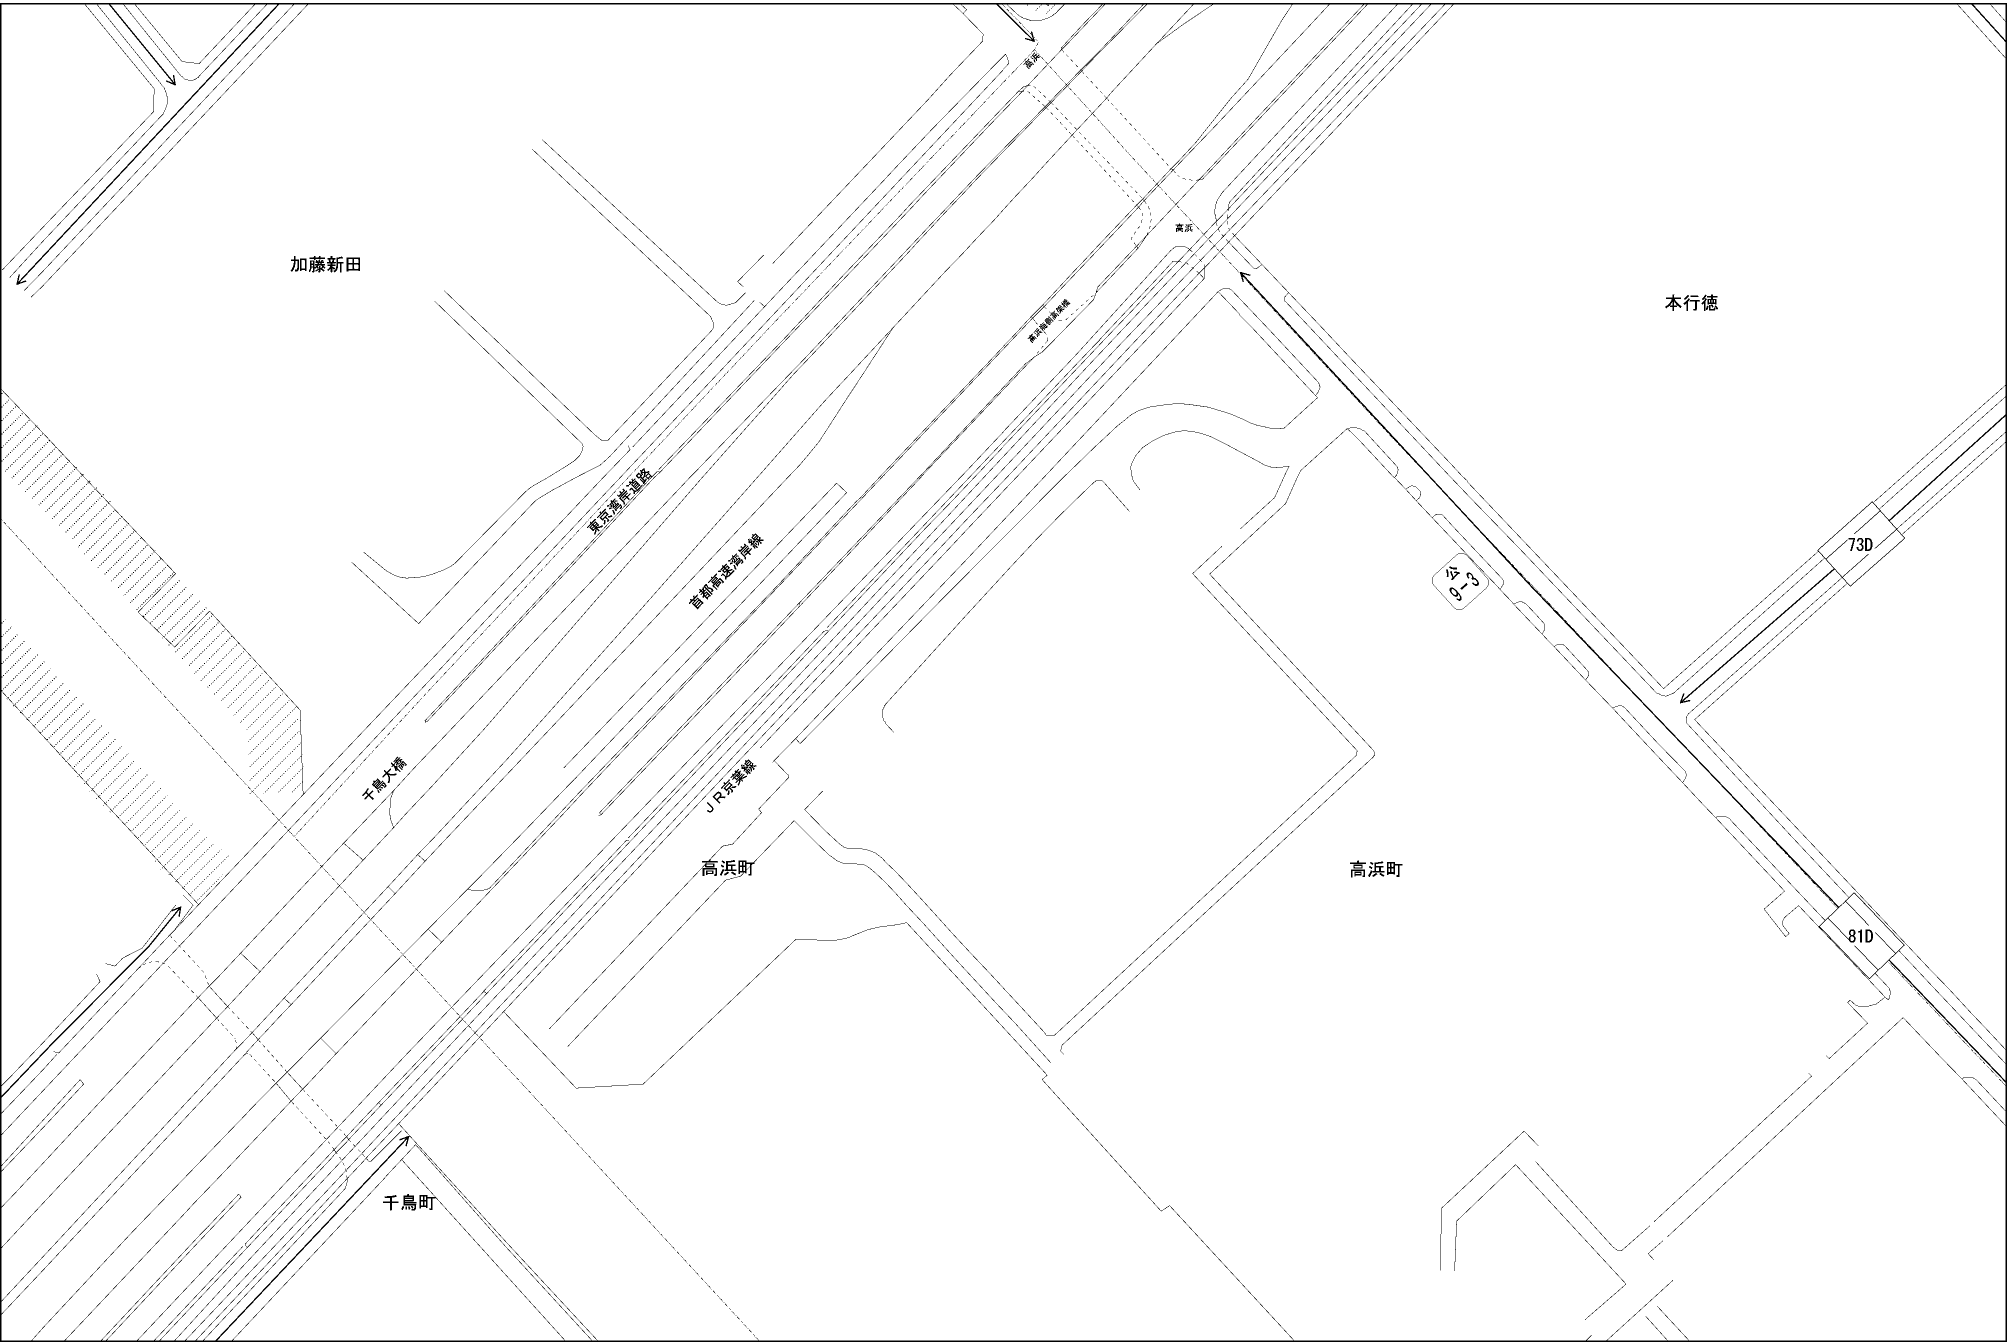 高浜
高浜
加藤新田
本行徳
東京湾岸道路
首都高速湾岸線
73D
公
9-3
千鳥大橋
JR京葉線
高浜町
高浜町
81D
千鳥町